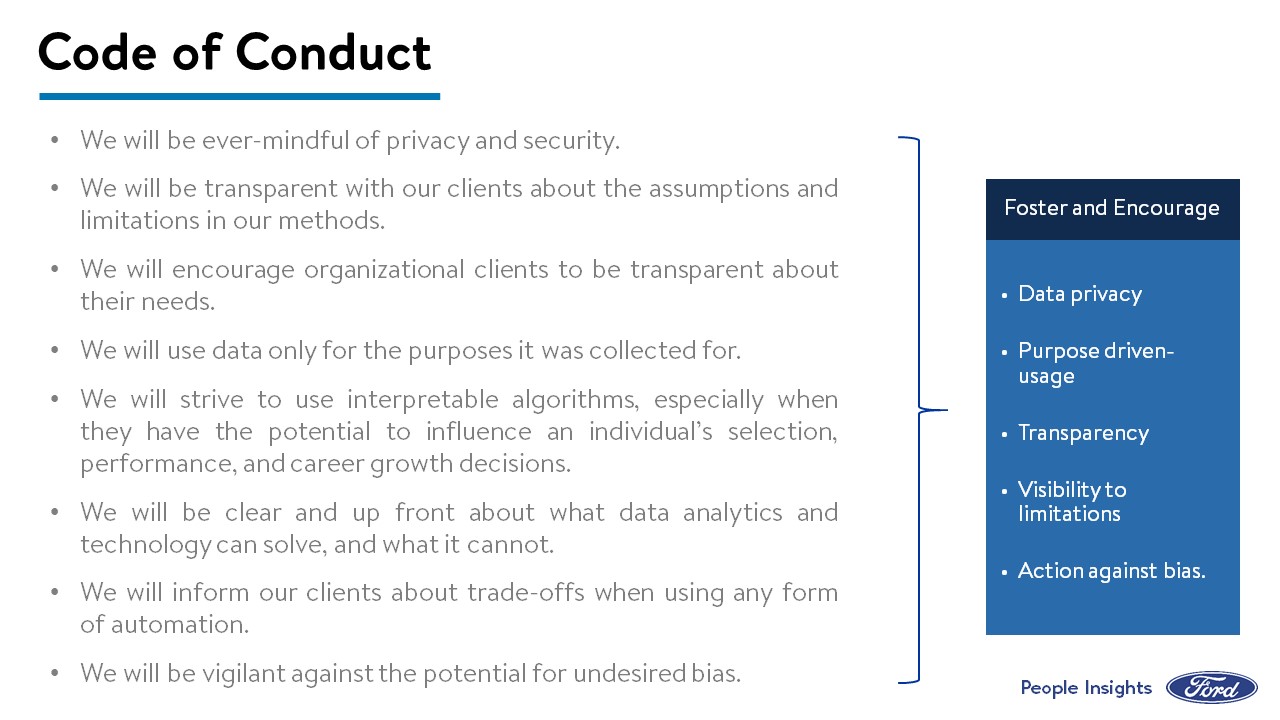 Code of Conduct
• We will be ever-mindful of privacy and security.
• We will be transparent with our clients about the assumptions and
limitations in our methods.
• We will encourage organizational clients to be transparent about
their needs.
• We will use data only for the purposes it was collected for.
• We will strive to use interpretable algorithms, especially when
they have the potential to influence an individual’s selection,
performance, and career growth decisions.
• We will be clear and up front about what data analytics and
technology can solve, and what it cannot.
• We will inform our clients about trade-offs when using any form
of automation.
• We will be vigilant against the potential for undesired bias.
Foster and Encourage
• Data privacy
• Purpose driven-
usage
• Transparency
• Visibility to
limitations
• Action against bias.
People Insights
Ford